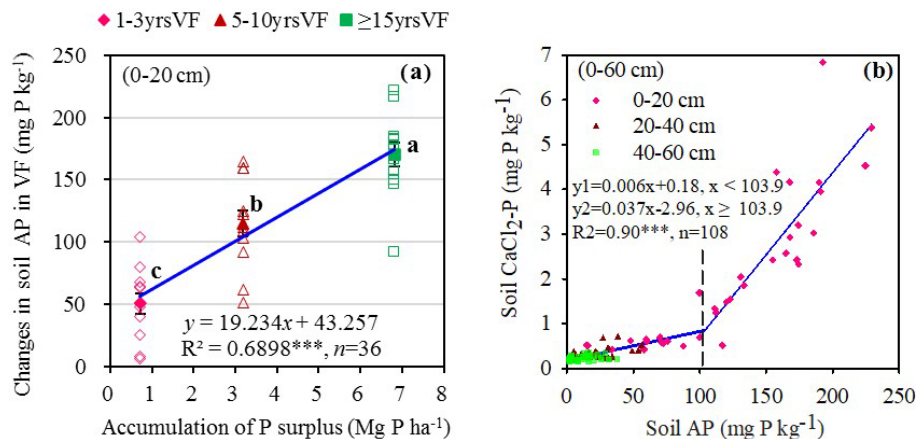 1-3yrsVF 5-10yrsVF ≥15yrsVF
(0-20 cm) (a)
Changes in soil AP in VF (mg P kg⁻¹)
250
200
150
100
50
0
a
b
c
y = 19.234x + 43.257
R² = 0.6898***, n=36
0 1 2 3 4 5 6 7 8
Accumulation of P surplus (Mg P ha⁻¹)
(0-60 cm) (b)
Soil CaCl₂-P (mg P kg⁻¹)
7
6
5
4
3
2
1
0
0-20 cm
20-40 cm
40-60 cm
y1=0.006x+0.18, x < 103.9
y2=0.037x-2.96, x ≥ 103.9
R2=0.90***, n=108
0 50 100 150 200 250
Soil AP (mg P kg⁻¹)